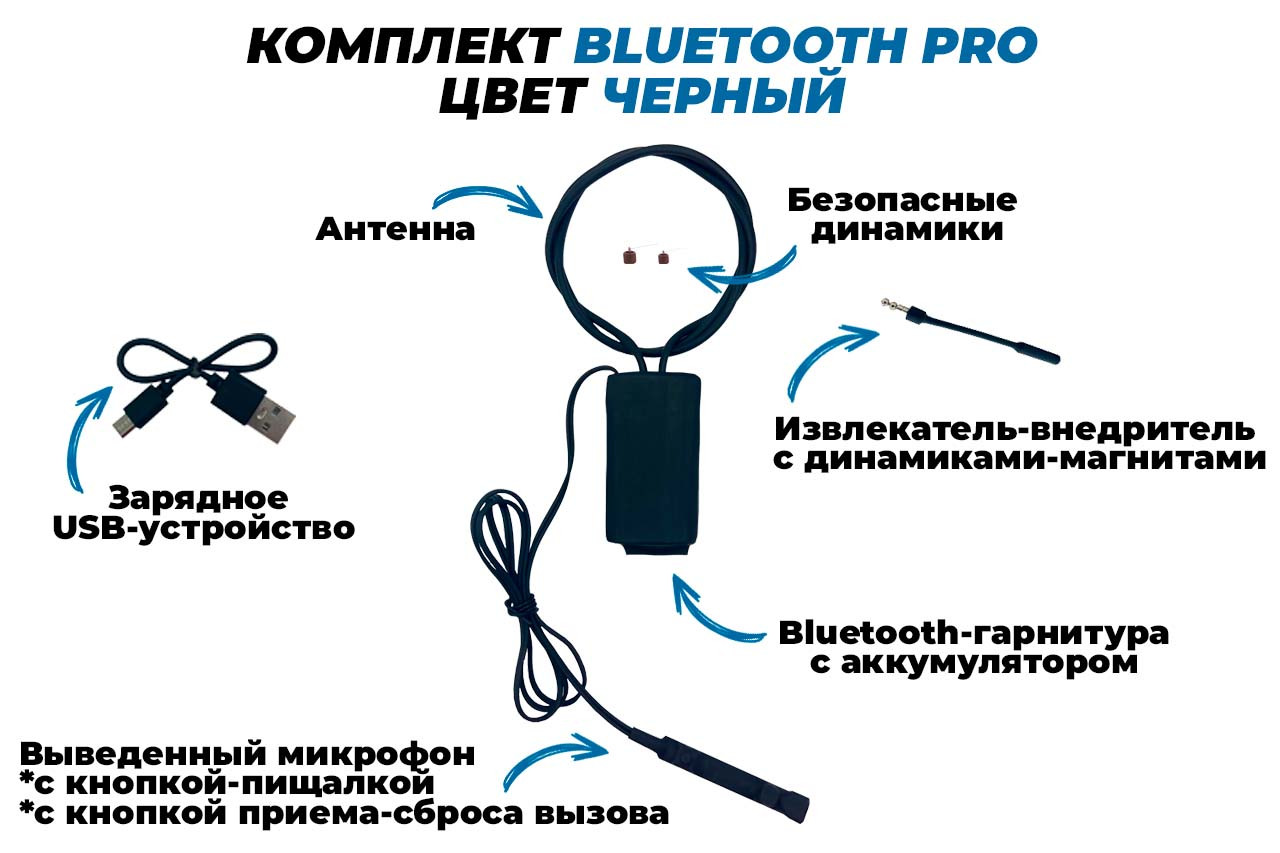 КОМПЛЕКТ BLUETOOTH PRO
ЦВЕТ ЧЕРНЫЙ
Антенна
Безопасные
динамики
Извлекатель-внедритель
с динамиками-магнитами
Зарядное
USB-устройство
Bluetooth-гарнитура
с аккумулятором
Выведенный микрофон
*с кнопкой-пищалкой
*с кнопкой приема-сброса вызова